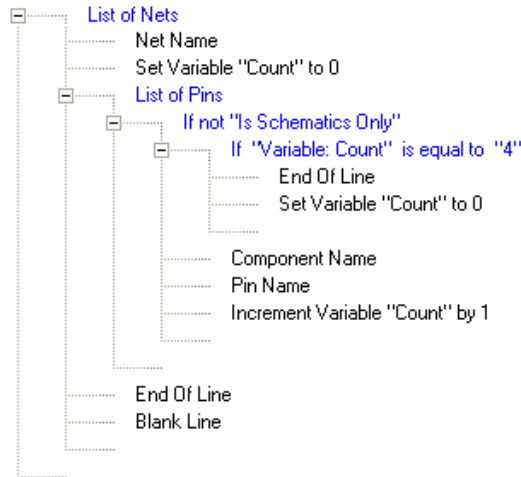 List of Nets
Net Name
Set Variable "Count" to 0
List of Pins
If not "Is Schematics Only"
If "Variable: Count" is equal to "4"
End Of Line
Set Variable "Count" to 0
Component Name
Pin Name
Increment Variable "Count" by 1
End Of Line
Blank Line